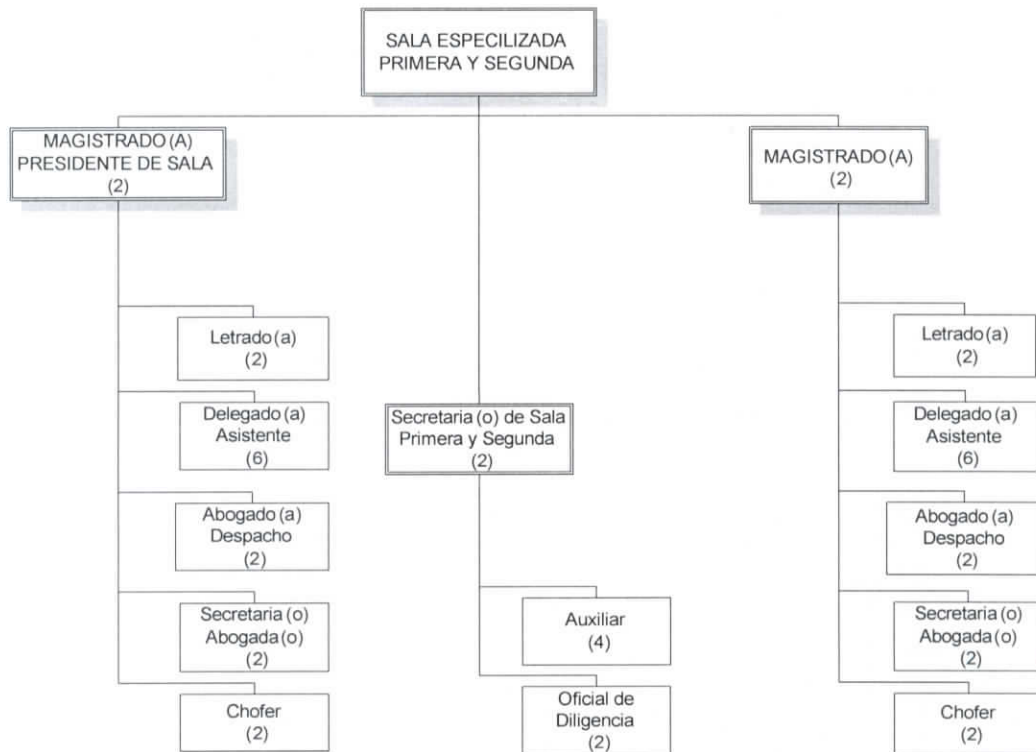 SALA ESPECILIZADA
PRIMERA Y SEGUNDA
MAGISTRADO (A)
PRESIDENTE DE SALA
(2)
MAGISTRADO (A)
(2)
Letrado (a)
(2)
Delegado (a)
Asistente
(6)
Abogado (a)
Despacho
(2)
Secretaria (o)
Abogada (o)
(2)
Chofer
(2)
Secretaria (o) de Sala
Primera y Segunda
(2)
Auxiliar
(4)
Oficial de
Diligencia
(2)
Letrado (a)
(2)
Delegado (a)
Asistente
(6)
Abogado (a)
Despacho
(2)
Secretaria (o)
Abogada (o)
(2)
Chofer
(2)